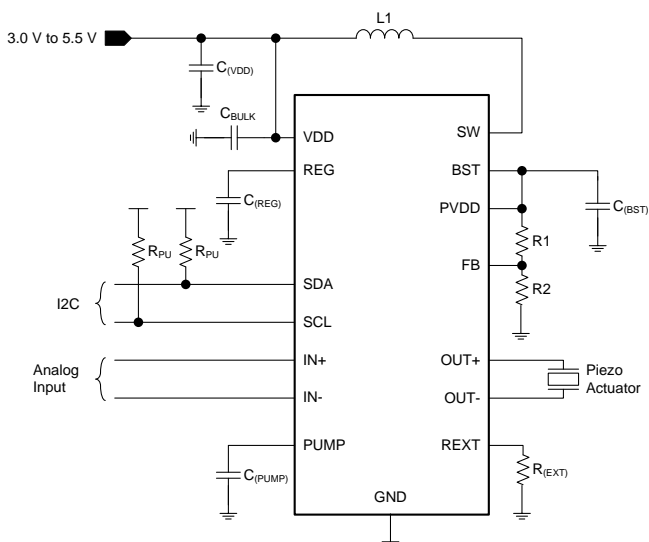 L1
3.0 V to 5.5 V
C(VDD)
CBULK
VDD
SW
REG
BST
C(REG)
PVDD
C(BST)
RPU
RPU
R1
FB
SDA
R2
I2C
SCL
IN+
OUT+
Analog
Input
Piezo
Actuator
IN-
OUT-
PUMP
REXT
C(PUMP)
R(EXT)
GND